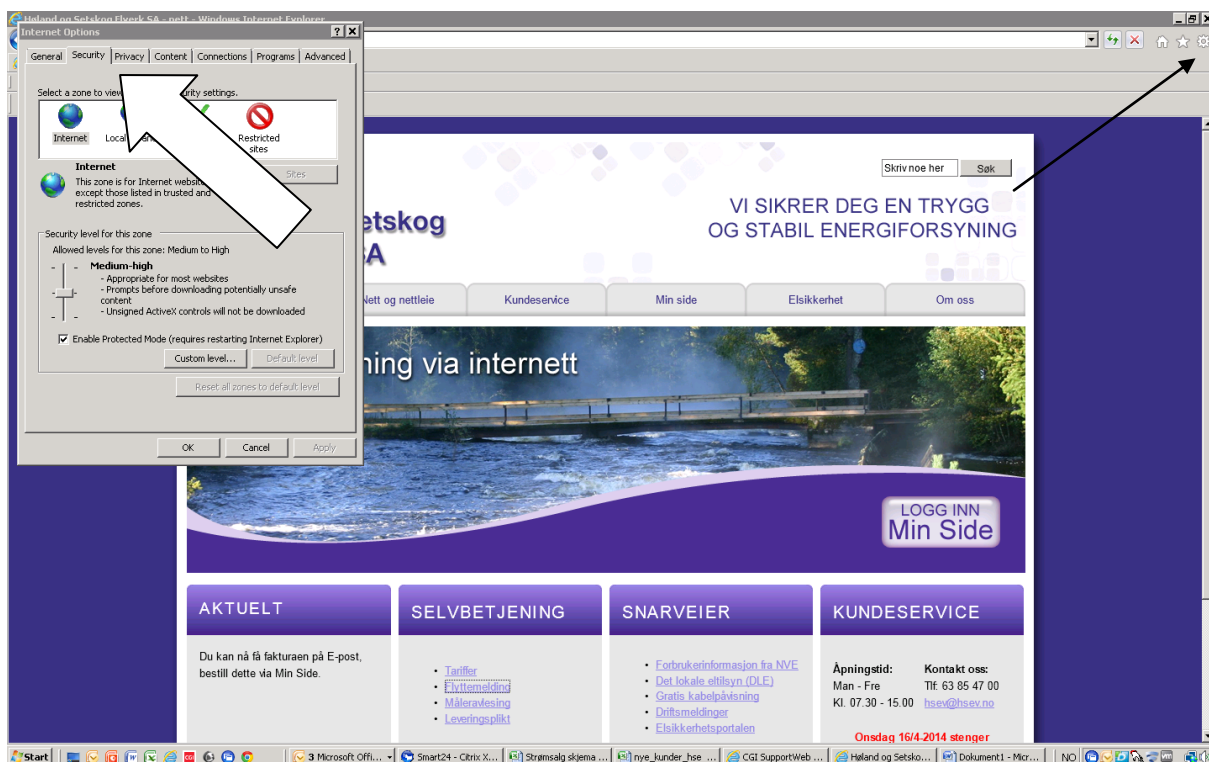 Høland og Setskog Elverk SA - nett - Windows Internet Explorer
Internet Options
General Security Privacy Content Connections Programs Advanced
Select a zone to view security settings.
Internet Local Restricted sites
Internet
Sites
This zone is for Internet
except those listed in trusted and
restricted zones.
Security level for this zone
Allowed levels for this zone: Medium to High
Medium-high
- Appropriate for most websites
- Prompts before downloading potentially unsafe
content
- Unsigned ActiveX controls will not be downloaded
Enable Protected Mode (requires restarting Internet Explorer)
Custom level... Default level
Reset all zones to default level
OK Cancel Apply
Skriv noe her Søk
etskog
SA
VI SIKRER DEG EN TRYGG
OG STABIL ENERGIFORSYNING
Nett og nettleie Kundeservice Min side Elsikkerhet Om oss
ning via internett
LOGG INN
Min Side
AKTUELT
Du kan nå få fakturaen på E-post,
bestill dette via Min Side.
SELVBETJENING
• Tariffer
• Flyttemelding
• Måleravlesing
• Leveringsplikt
SNARVEIER
• Forbrukerinformasjon fra NVE
• Det lokale eltilsyn (DLE)
• Gratis kabelpåvisning
• Driftsmeldinger
• Elsikkerhetsportalen
KUNDESERVICE
Åpningstid: Kontakt oss:
Man - Fre Tlf: 63 85 47 00
Kl. 07.30 - 15.00 hsev@hsev.no
Onsdag 16/4-2014 stenger
Start 3 Microsoft Offi... Smart24 - Citrix X... Strømsalg skjema ... nye_kunder_hse ... CGI SupportWeb ... Høland og Setsko... Dokument1 - Micr... NO